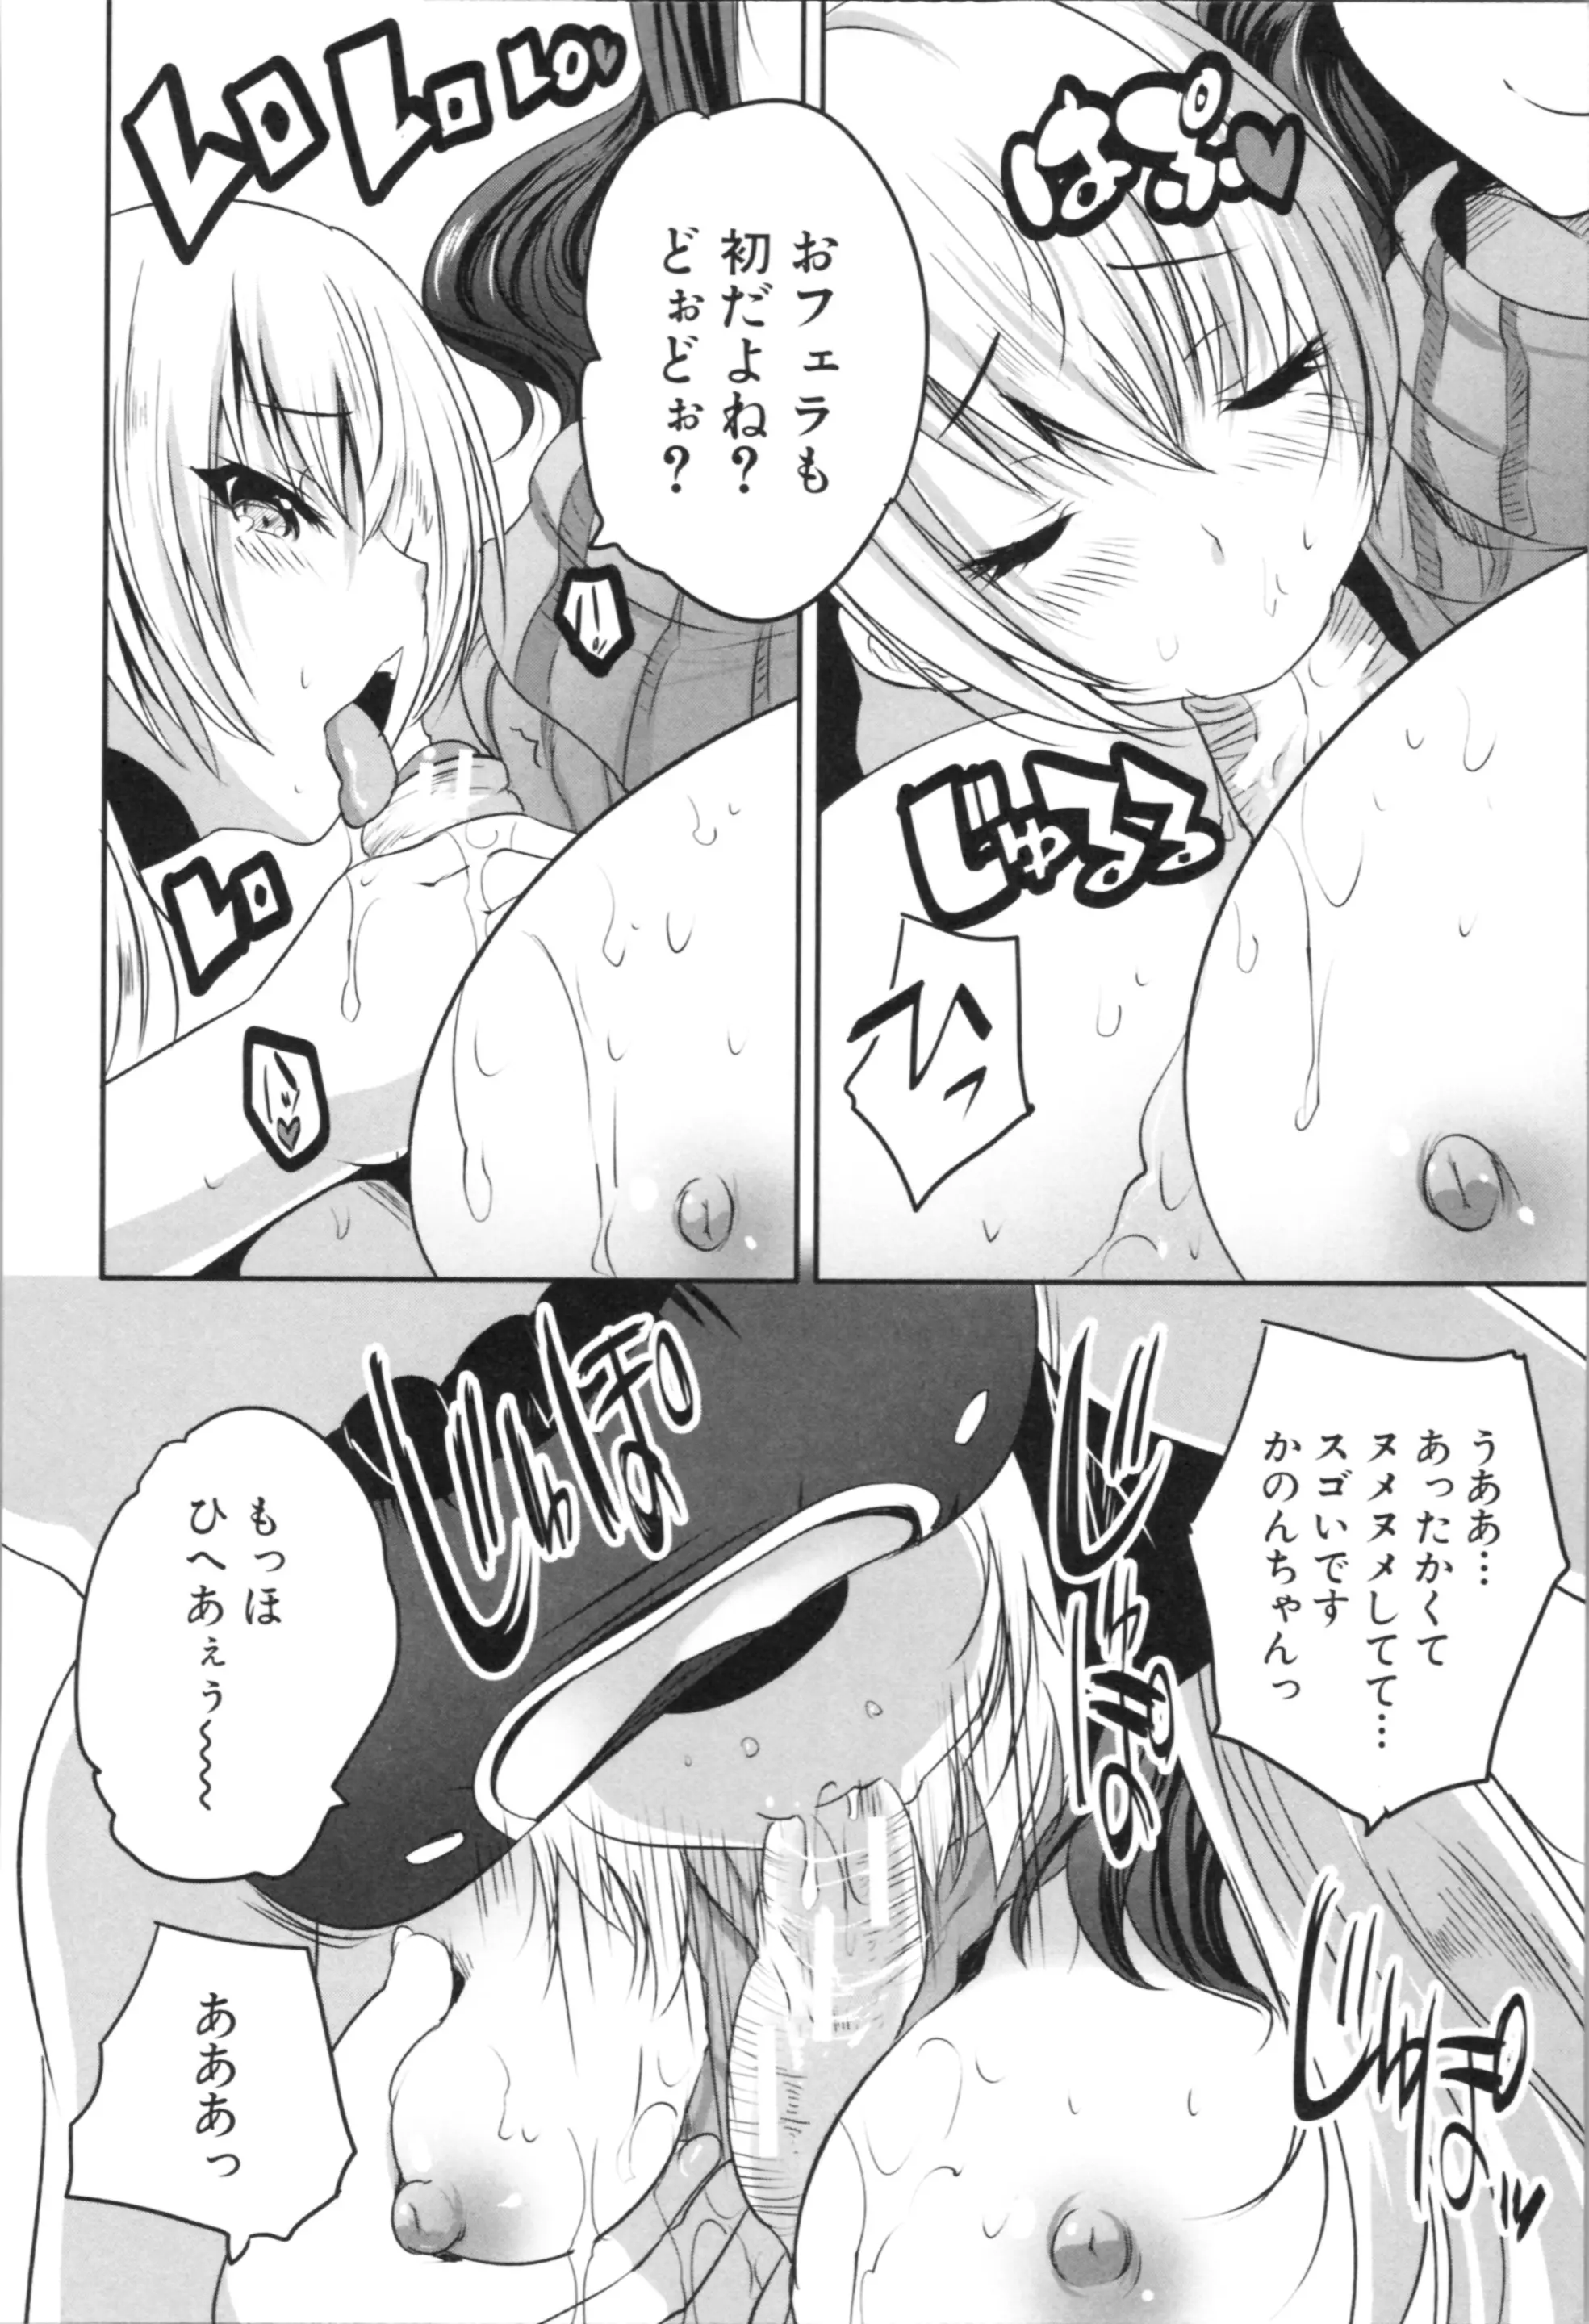 はぷ♥
じゅるる
ひっ
おフェラも
初だよね？
どぉどぉ？
レロレロレロ♥
レロ
うああ…
あったかくて
ヌメヌメしてて…
スゴいです
かのんちゃんっ
じゅぽ
じゅぽ
じゅぽッ
もっほ
ひへあぇぅ～～～
あああっ